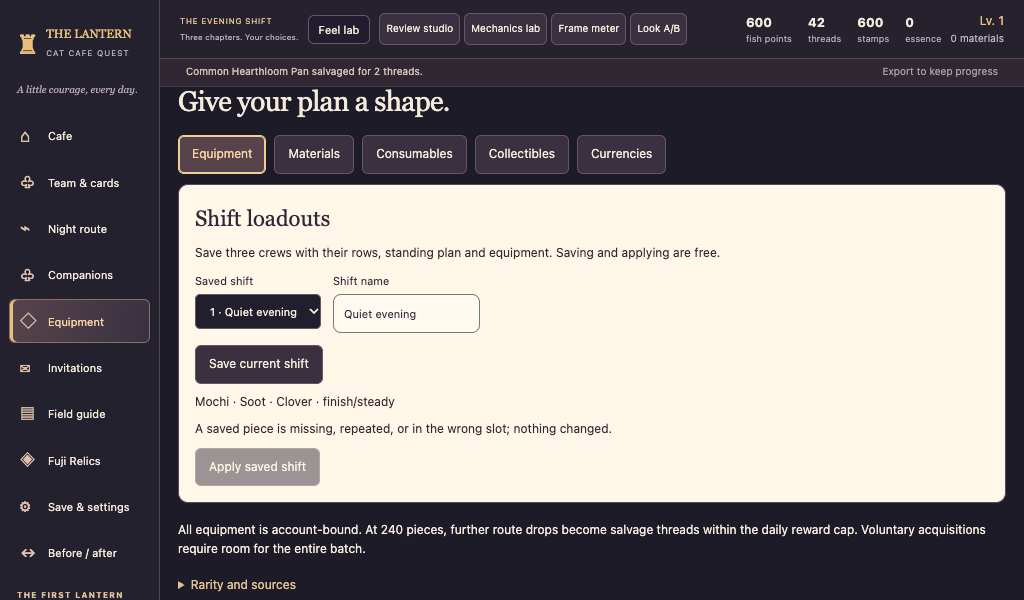 THE LANTERN
CAT CAFE QUEST
A little courage, every day.
Cafe
Team & cards
Night route
Companions
Equipment
Invitations
Field guide
Fuji Relics
Save & settings
Before / after
THE FIRST LANTERN
THE EVENING SHIFT
Three chapters. Your choices.
Feel lab
Review studio
Mechanics lab
Frame meter
Look A/B
600 fish points
42 threads
600 stamps
0 essence
Lv. 1
0 materials
Common Hearthloom Pan salvaged for 2 threads.
Export to keep progress
Give your plan a shape.
Equipment
Materials
Consumables
Collectibles
Currencies
Shift loadouts
Save three crews with their rows, standing plan and equipment. Saving and applying are free.
Saved shift
Shift name
1 · Quiet evening
Quiet evening
Save current shift
Mochi · Soot · Clover · finish/steady
A saved piece is missing, repeated, or in the wrong slot; nothing changed.
Apply saved shift
All equipment is account-bound. At 240 pieces, further route drops become salvage threads within the daily reward cap. Voluntary acquisitions
require room for the entire batch.
Rarity and sources